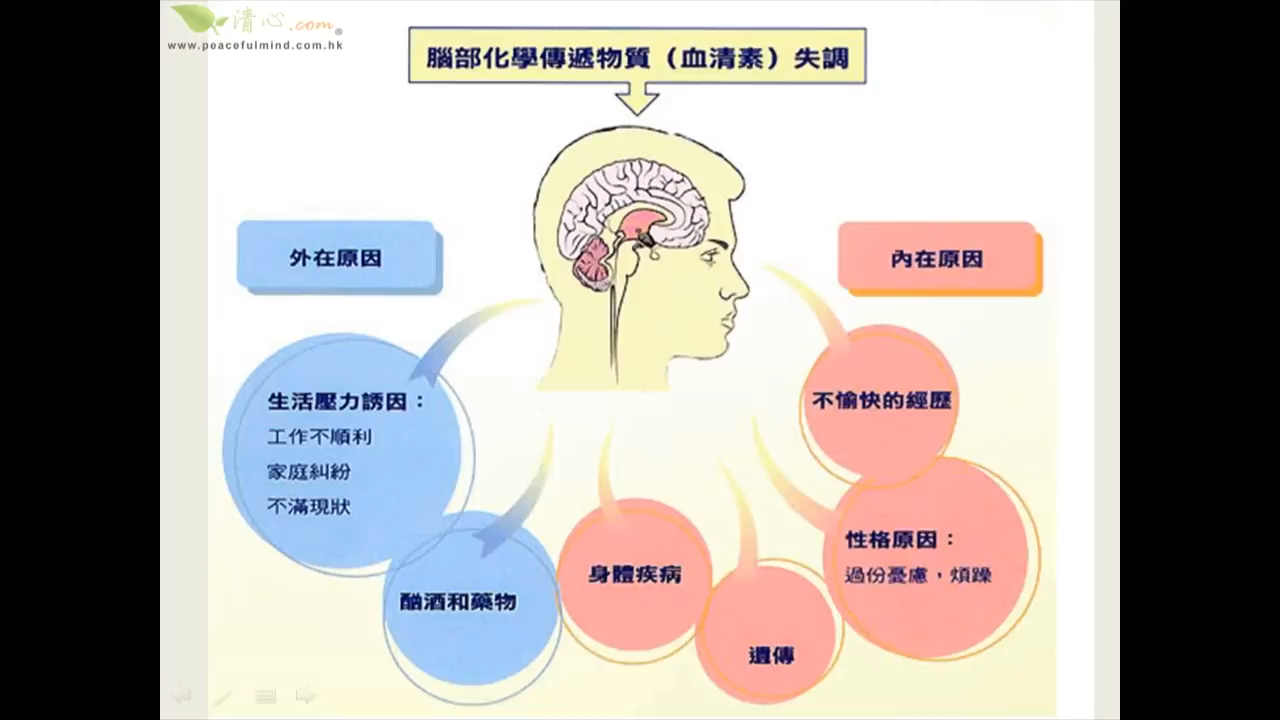 清心.com®
www.peacefulmind.com.hk
腦部化學傳遞物質（血清素）失調
外在原因
內在原因
生活壓力誘因：
工作不順利
家庭糾紛
不滿現狀
酗酒和藥物
身體疾病
遺傳
不愉快的經歷
性格原因：
過份憂慮，煩躁